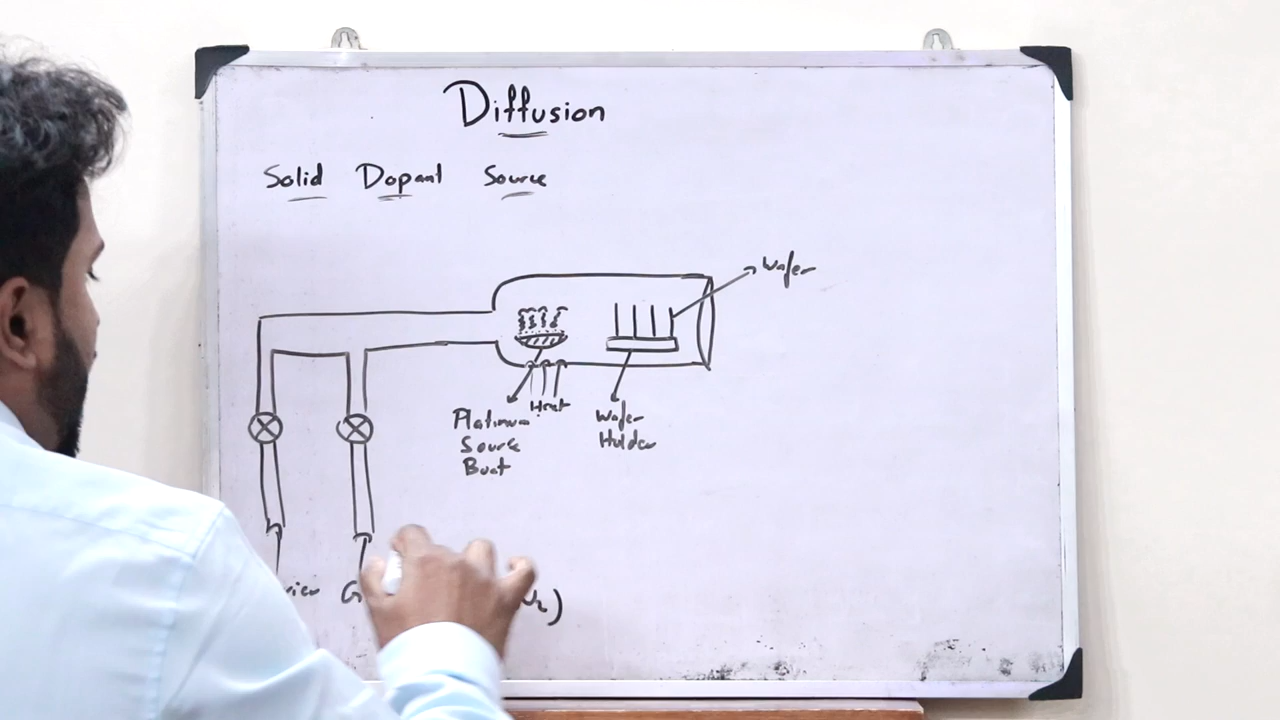 Diffusion
Solid Dopant Source
Wafer
Heat
Platinum
Source
Boat
Wafer
Holder